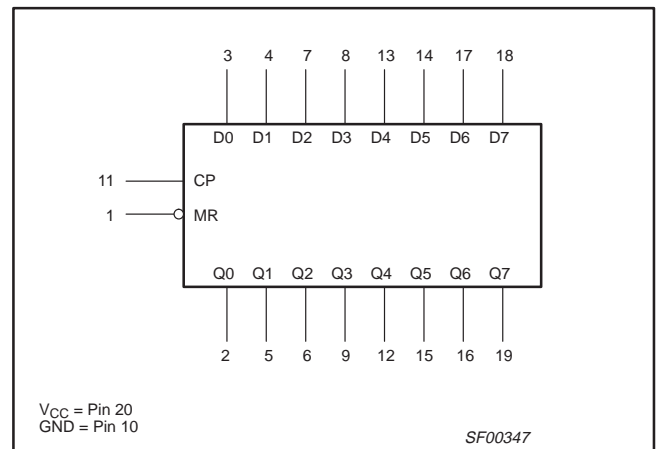 3 4 7 8 13 14 17 18
D0 D1 D2 D3 D4 D5 D6 D7
11 CP
1 MR
Q0 Q1 Q2 Q3 Q4 Q5 Q6 Q7
2 5 6 9 12 15 16 19
VCC = Pin 20
GND = Pin 10
SF00347